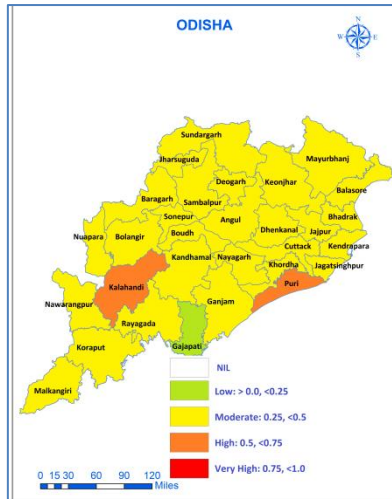 ODISHA
N
W E
S
Sundargarh
Jharsuguda
Mayurbhanj
Deogarh
Keonjhar
Balasore
Baragarh
Sambalpur
Sonepur
Angul
Bhadrak
Nuapara
Bolangir
Boudh
Dhenkanal
Jajpur
Cuttack
Kendrapara
Kandhamal
Nayagarh
Khordha
Jagatsinghpur
Kalahandi
Puri
Nawarangpur
Ganjam
Rayagada
Koraput
Gajapati
Malkangiri
NIL
Low: > 0.0, <0.25
Moderate: 0.25, <0.5
High: 0.5, <0.75
Very High: 0.75, <1.0
0 15 30 60 90 120
Miles